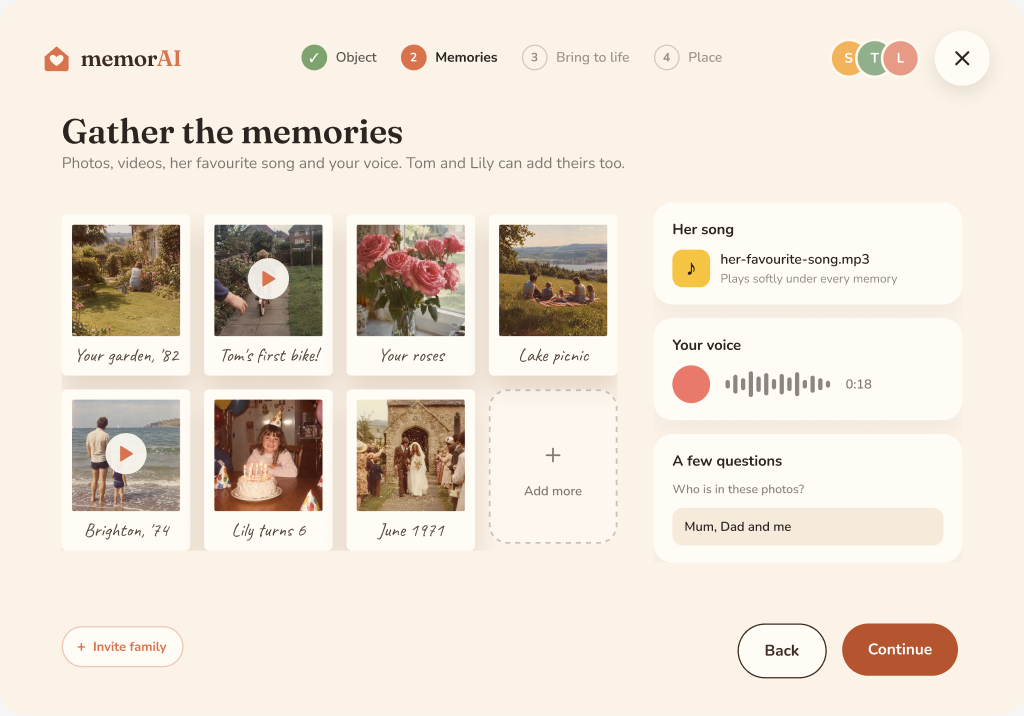 memorAI
✓ Object
2 Memories
3 Bring to life
4 Place
S T L
Gather the memories
Photos, videos, her favourite song and your voice. Tom and Lily can add theirs too.
Your garden, '82
Tom's first bike!
Your roses
Lake picnic
Brighton, '74
Lily turns 6
June 1971
+
Add more
Her song
♪
her-favourite-song.mp3
Plays softly under every memory
Your voice
0:18
A few questions
Who is in these photos?
Mum, Dad and me
+ Invite family
Back
Continue